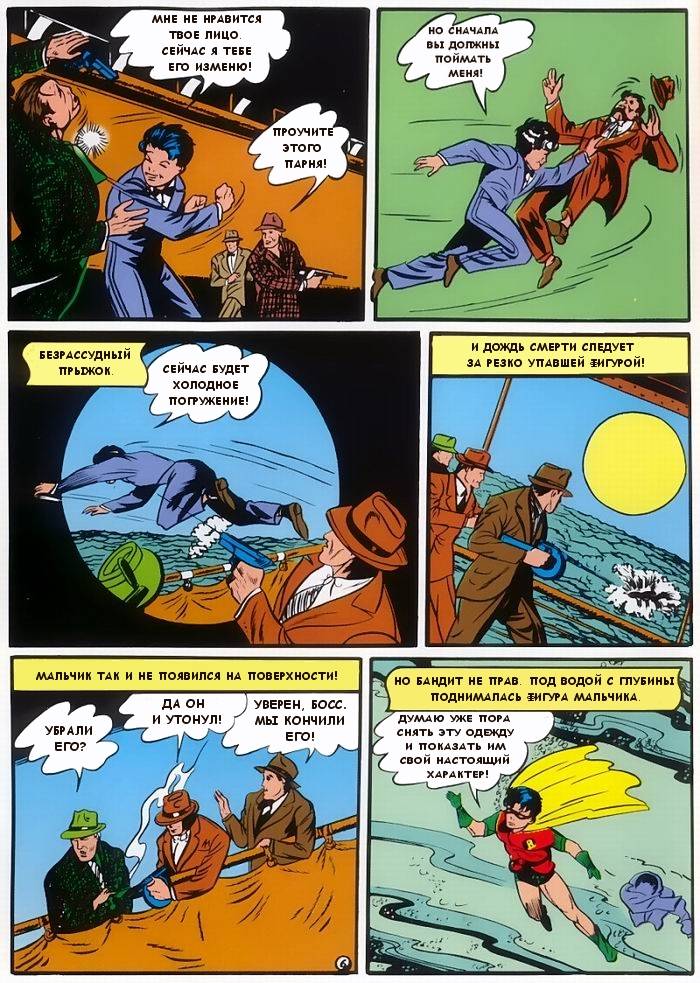 МНЕ НЕ НРАВИТСЯ
ТВОЕ ЛИЦО.
СЕЙЧАС Я ТЕБЕ
ЕГО ИЗМЕНЮ!
ПРОУЧИТЕ
ЭТОГО
ПАРНЯ!
НО СНАЧАЛА
ВЫ ДОЛЖНЫ
ПОЙМАТЬ
МЕНЯ!
БЕЗРАССУДНЫЙ
ПРЫЖОК.
СЕЙЧАС БУДЕТ
ХОЛОДНОЕ
ПОГРУЖЕНИЕ!
И ДОЖДЬ СМЕРТИ СЛЕДУЕТ
ЗА РЕЗКО УПАВШЕЙ ФИГУРОЙ!
МАЛЬЧИК ТАК И НЕ ПОЯВИЛСЯ НА ПОВЕРХНОСТИ!
УБРАЛИ
ЕГО?
ДА ОН
И УТОНУЛ!
УВЕРЕН, БОСС.
МЫ КОНЧИЛИ
ЕГО!
6
НО БАНДИТ НЕ ПРАВ. ПОД ВОДОЙ С ГЛУБИНЫ
ПОДНИМАЛАСЬ ФИГУРА МАЛЬЧИКА.
ДУМАЮ УЖЕ ПОРА
СНЯТЬ ЭТУ ОДЕЖДУ
И ПОКАЗАТЬ ИМ
СВОЙ НАСТОЯЩИЙ
ХАРАКТЕР!
R